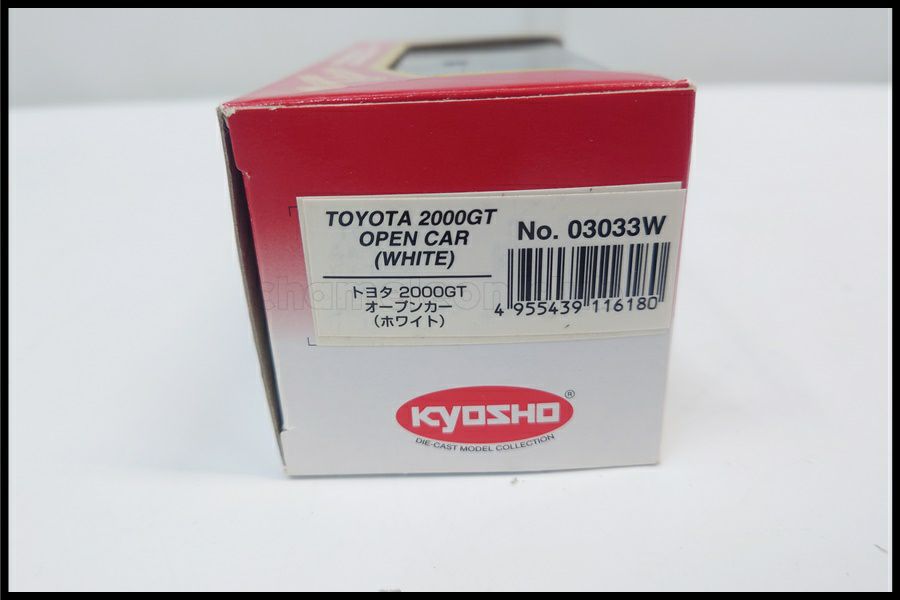 TOYOTA 2000GT
OPEN CAR
(WHITE)
No. 03033W
トヨタ 2000GT
オープンカー
(ホワイト)
4 955439 116180
KYOSHO®
DIE-CAST MODEL COLLECTION